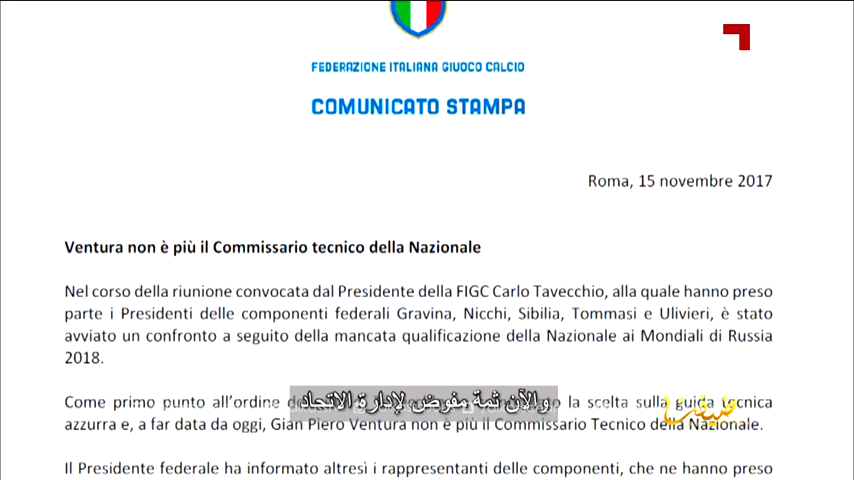 FEDERAZIONE ITALIANA GIUOCO CALCIO
COMUNICATO STAMPA
Roma, 15 novembre 2017
Ventura non è più il Commissario tecnico della Nazionale
Nel corso della riunione convocata dal Presidente della FIGC Carlo Tavecchio, alla quale hanno preso
parte i Presidenti delle componenti federali Gravina, Nicchi, Sibilia, Tommasi e Ulivieri, è stato
avviato un confronto a seguito della mancata qualificazione della Nazionale ai Mondiali di Russia
2018.
Come primo punto all'ordine la scelta sulla guida tecnica
والآن ثمة مفوض لإدارة الاتحاد
azzurra e, a far data da oggi, Gian Piero Ventura non è più il Commissario Tecnico della Nazionale.
Il Presidente federale ha informato altresì i rappresentanti delle componenti, che ne hanno preso